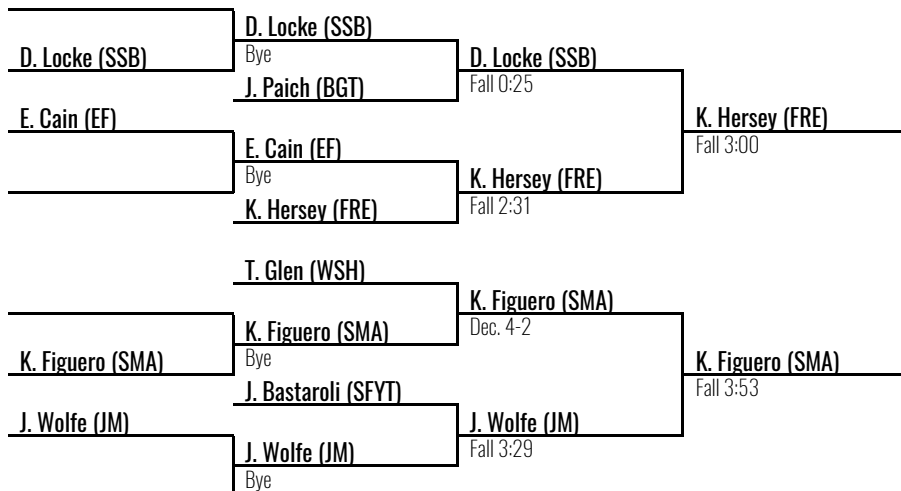 D. Locke (SSB)
E. Cain (EF)
K. Figuero (SMA)
J. Wolfe (JM)
D. Locke (SSB)
Bye
J. Paich (BGT)
E. Cain (EF)
Bye
K. Hersey (FRE)
T. Glen (WSH)
K. Figuero (SMA)
Bye
J. Bastaroli (SFYT)
J. Wolfe (JM)
Bye
D. Locke (SSB)
Fall 0:25
K. Hersey (FRE)
Fall 2:31
K. Figuero (SMA)
Dec. 4-2
J. Wolfe (JM)
Fall 3:29
K. Hersey (FRE)
Fall 3:00
K. Figuero (SMA)
Fall 3:53